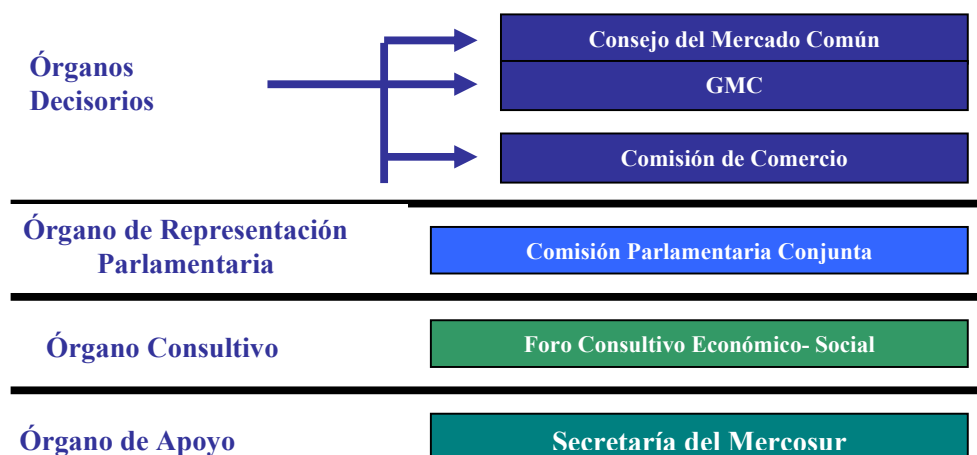 Órganos
Decisorios
Consejo del Mercado Común
GMC
Comisión de Comercio
Órgano de Representación
Parlamentaria
Comisión Parlamentaria Conjunta
Órgano Consultivo
Foro Consultivo Económico- Social
Órgano de Apoyo
Secretaría del Mercosur